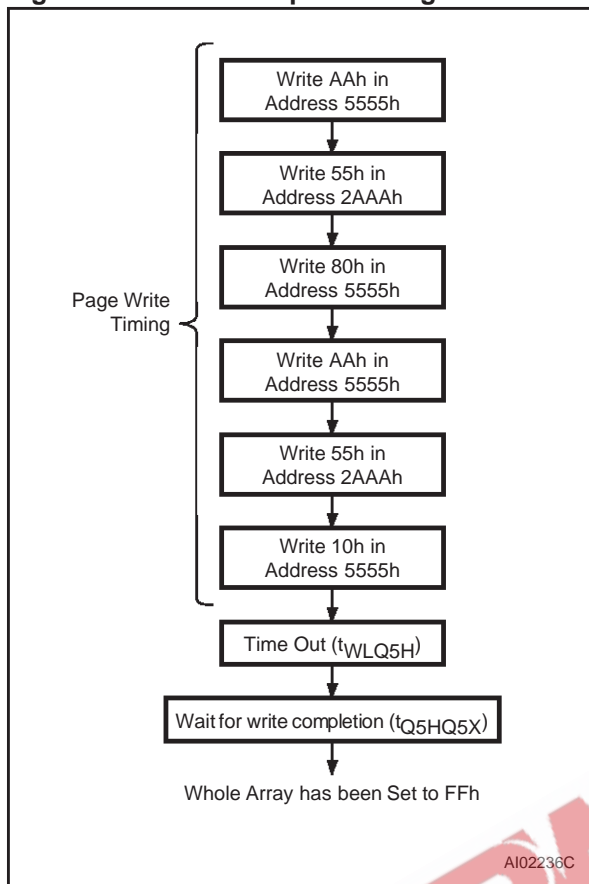 Write AAh in
Address 5555h
Write 55h in
Address 2AAAh
Write 80h in
Address 5555h
Page Write
Timing
Write AAh in
Address 5555h
Write 55h in
Address 2AAAh
Write 10h in
Address 5555h
Time Out (tWLQ5H)
Wait for write completion (tQ5HQ5X)
Whole Array has been Set to FFh
AI02236C